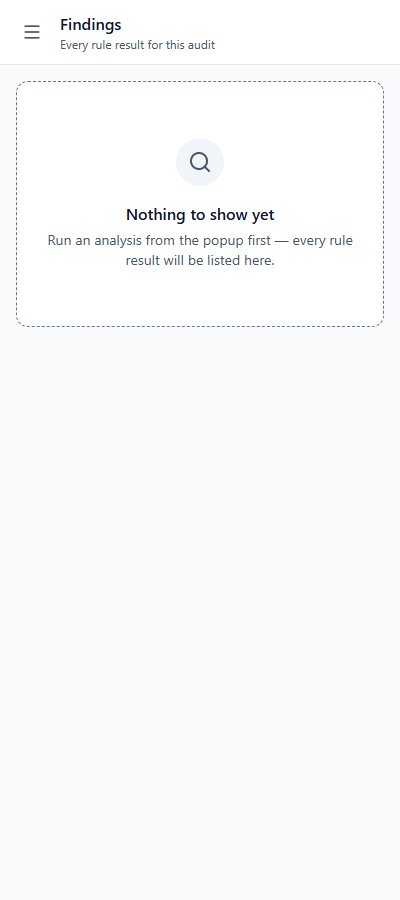 Findings
Every rule result for this audit
Nothing to show yet
Run an analysis from the popup first — every rule
result will be listed here.